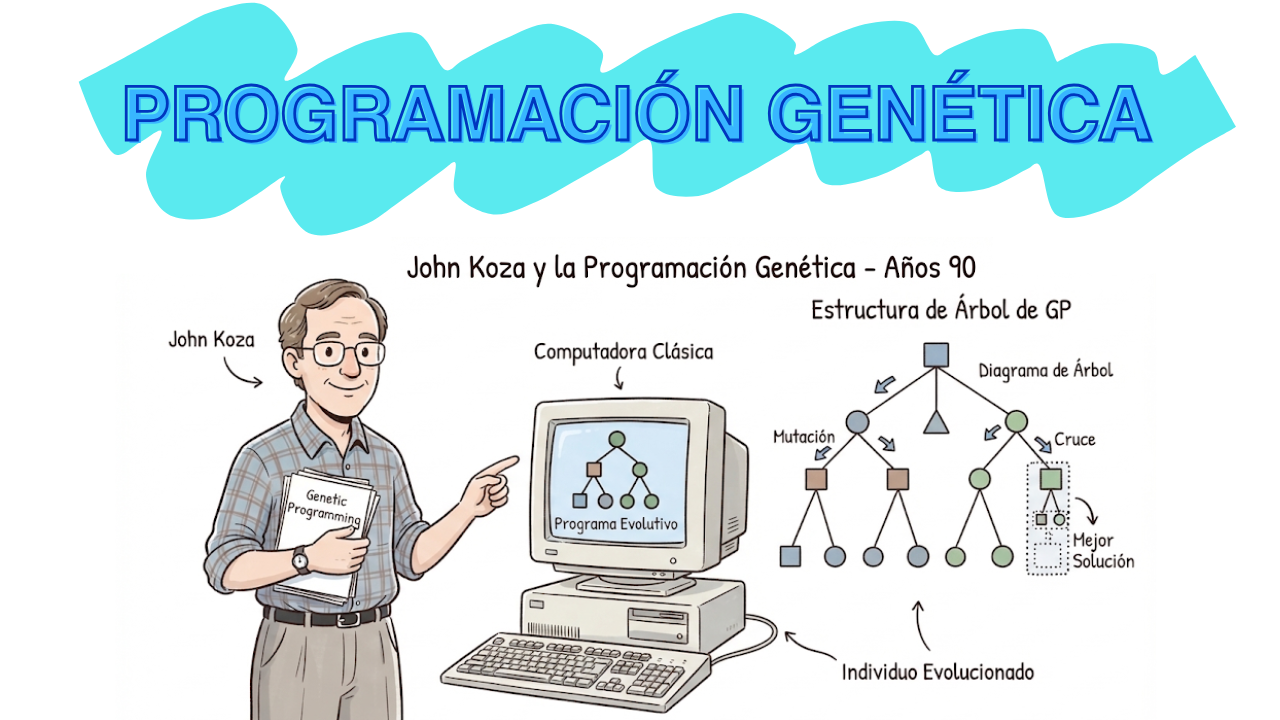 PROGRAMACIÓN GENÉTICA
John Koza y la Programación Genética - Años 90
Estructura de Árbol de GP
John Koza
Computadora Clásica
Diagrama de Árbol
Mutación
Cruce
Genetic
Programming
Programa Evolutivo
Mejor
Solución
Individuo Evolucionado